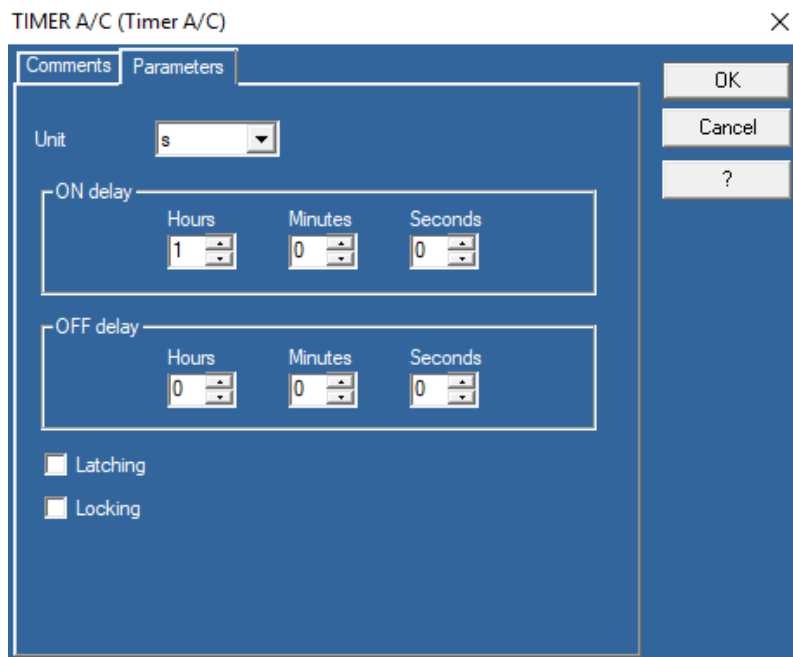 TIMER A/C (Timer A/C)
Comments Parameters
OK
Cancel
?
Unit s
ON delay
Hours Minutes Seconds
1 0 0
OFF delay
Hours Minutes Seconds
0 0 0
Latching
Locking